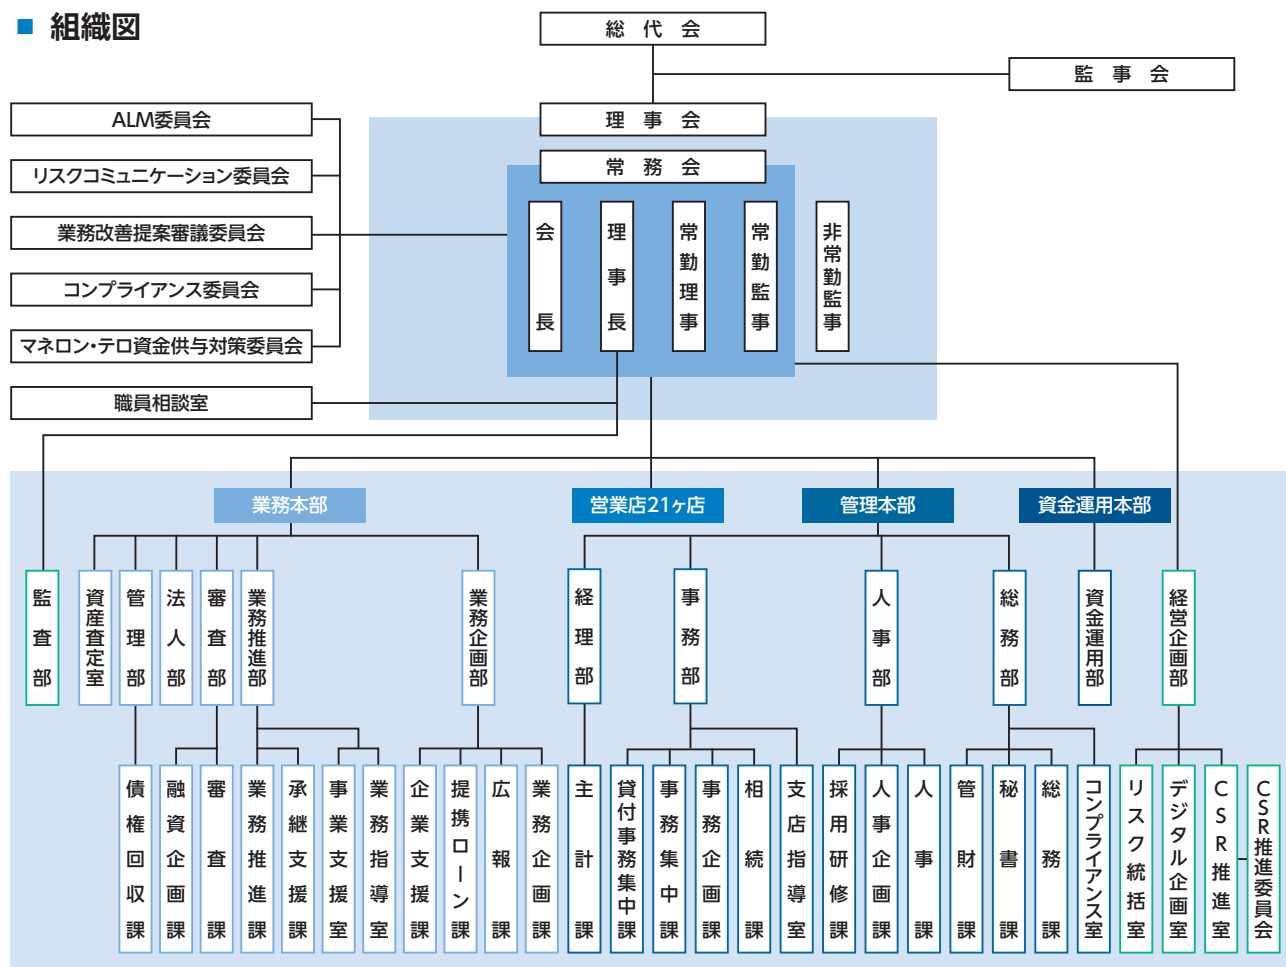 組織図
総代会
監事会
理事会
常務会
ALM委員会
リスクコミュニケーション委員会
業務改善提案審議委員会
コンプライアンス委員会
マネロン・テロ資金供与対策委員会
職員相談室
会長
理事長
常勤理事
常勤監事
非常勤監事
業務本部
営業店21ヶ店
管理本部
資金運用本部
監査部
資産査定室
管理部
法人部
審査部
業務推進部
業務企画部
経理部
事務部
人事部
総務部
資金運用部
経営企画部
債権回収課
融資企画課
審査課
業務推進課
承継支援課
事業支援室
業務指導室
企業支援課
提携ローン課
広報課
業務企画課
主計課
貸付事務集中課
事務集中課
事務企画課
相続課
支店指導室
採用研修課
人事企画課
人事課
管財課
秘書課
総務課
コンプライアンス室
リスク統括室
デジタル企画室
CSR推進室
CSR推進委員会